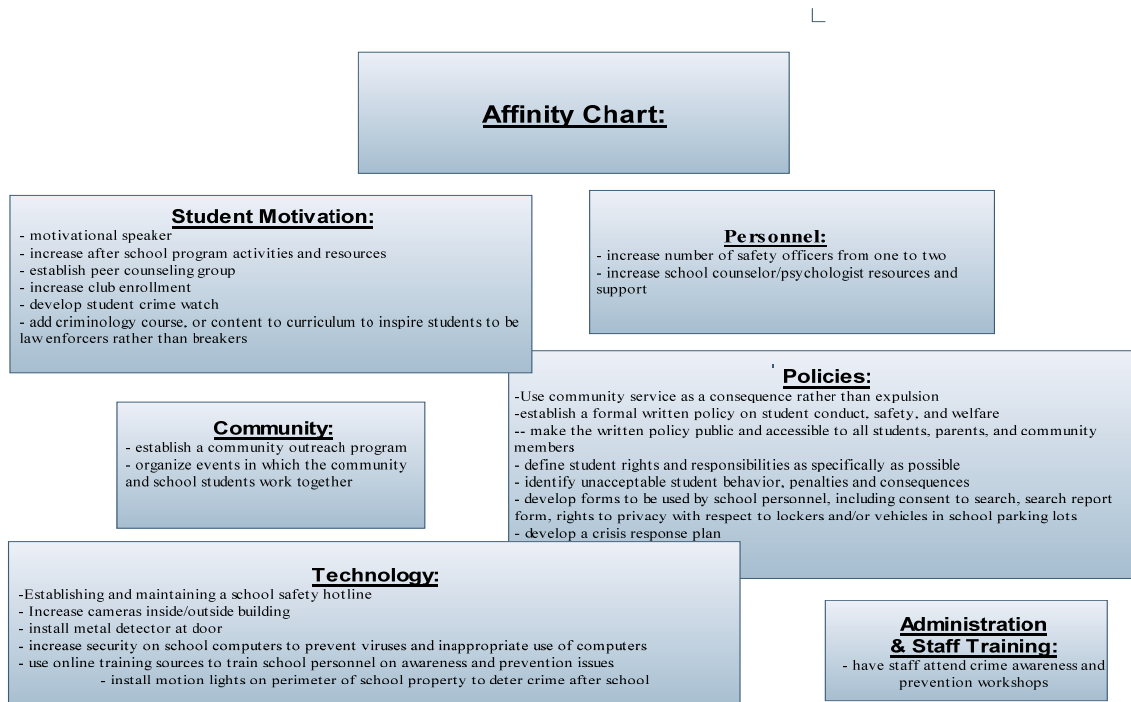 Affinity Chart:
Student Motivation:
- motivational speaker
- increase after school program activities and resources
- establish peer counseling group
- increase club enrollment
- develop student crime watch
- add criminology course, or content to curriculum to inspire students to be
law enforcers rather than breakers
Personnel:
- increase number of safety officers from one to two
- increase school counselor/psychologist resources and
support
Policies:
-Use community service as a consequence rather than expulsion
-establish a formal written policy on student conduct, safety, and welfare
-- make the written policy public and accessible to all students, parents, and community
members
- define student rights and responsibilities as specifically as possible
- identify unacceptable student behavior, penalties and consequences
- develop forms to be used by school personnel, including consent to search, search report
form, rights to privacy with respect to lockers and/or vehicles in school parking lots
- develop a crisis response plan
Community:
- establish a community outreach program
- organize events in which the community
and school students work together
Technology:
-Establishing and maintaining a school safety hotline
- Increase cameras inside/outside building
- install metal detector at door
- increase security on school computers to prevent viruses and inappropriate use of computers
- use online training sources to train school personnel on awareness and prevention issues
- install motion lights on perimeter of school property to deter crime after school
Administration
& Staff Training:
- have staff attend crime awareness and
prevention workshops